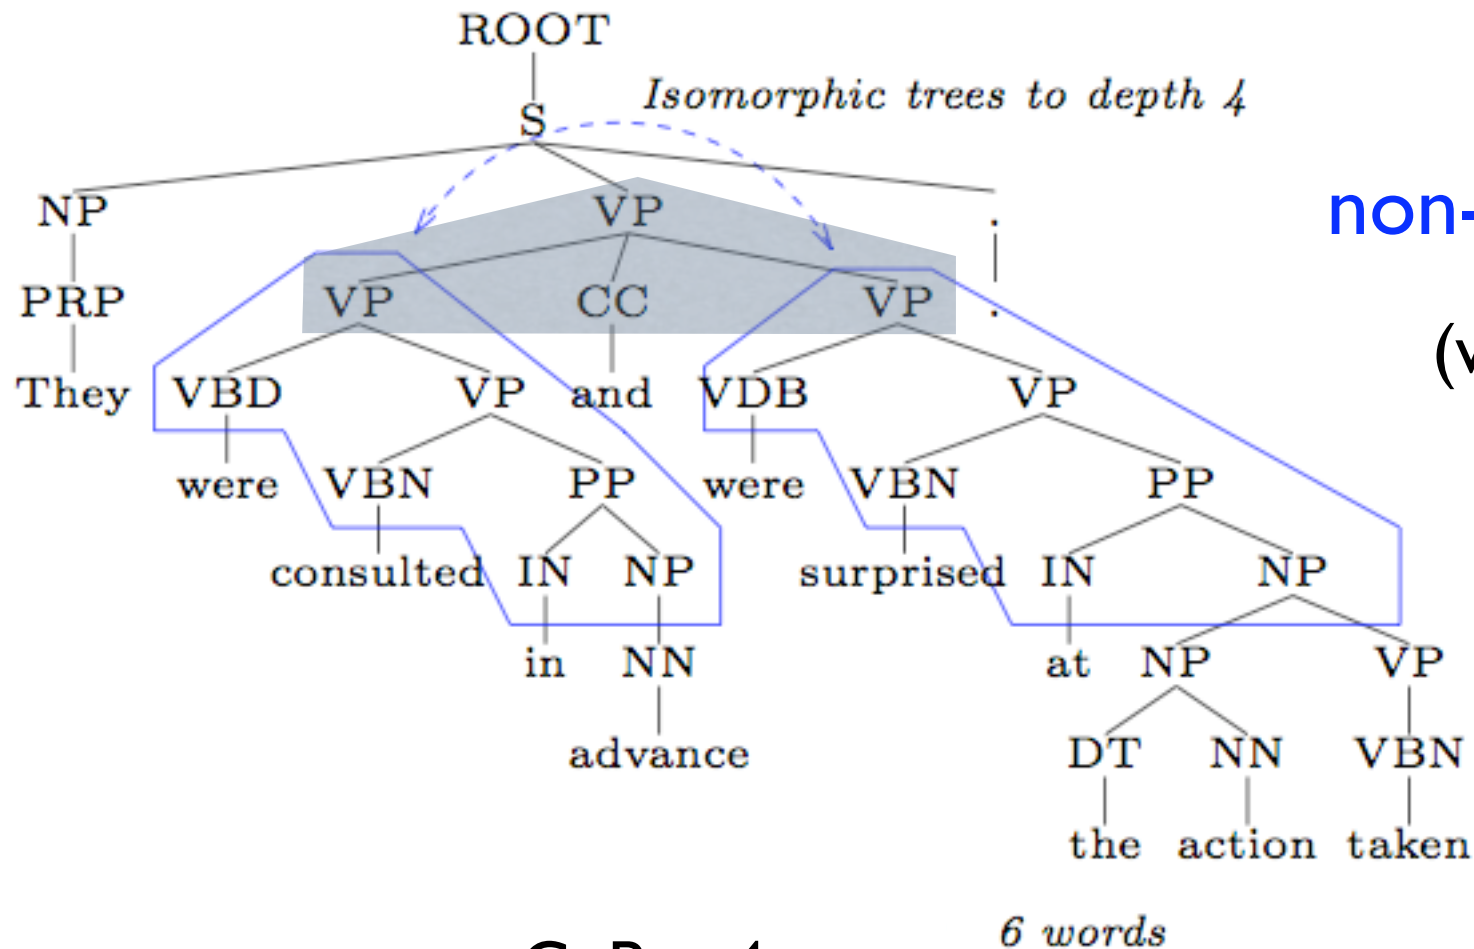 ROOT
Isomorphic trees to depth 4
S
NP VP .
non-
PRP VP CC VP .
(v
They VBD VP and VDB VP
were VBN PP were VBN PP
consulted IN NP surprised IN NP
in NN at NP VP
advance DT NN VBN
the action taken
6 words